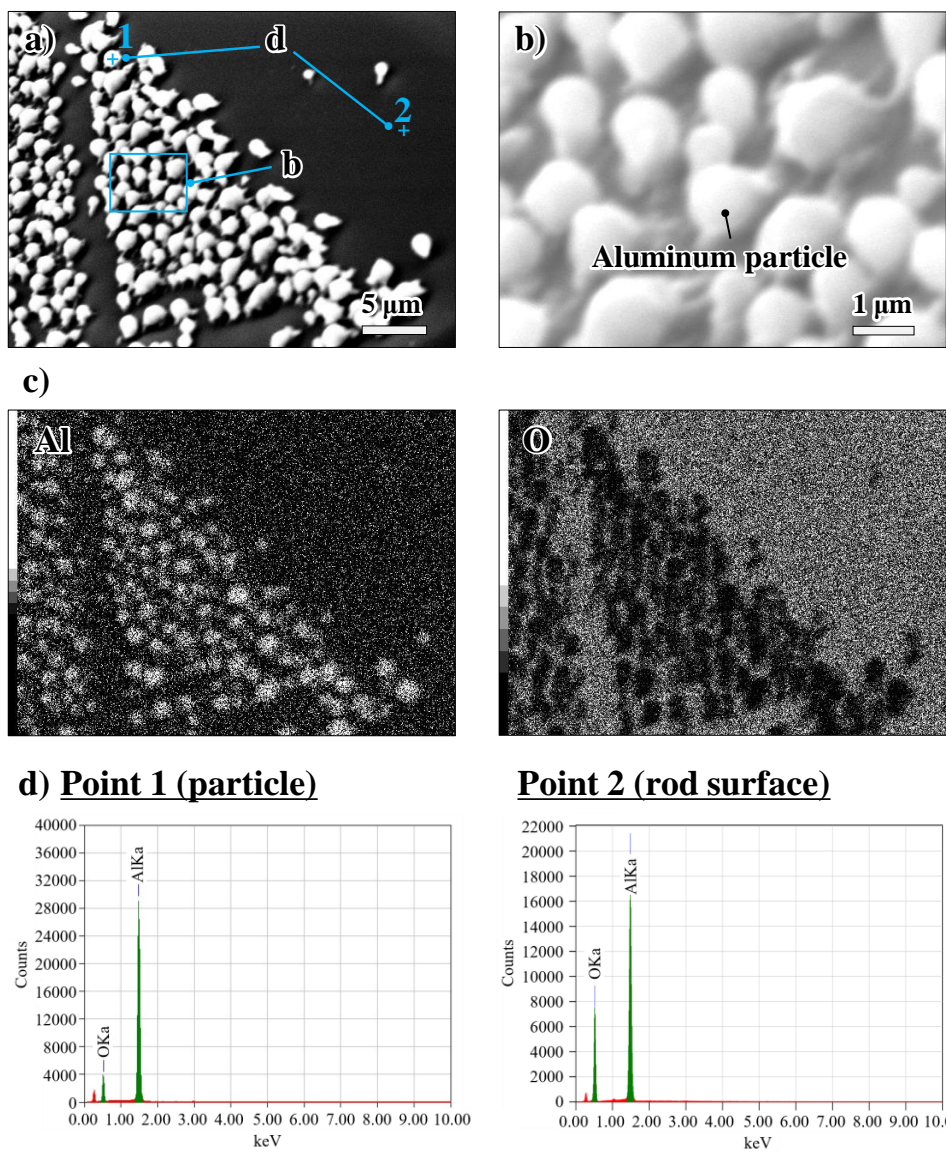 a)
1
d
2
b
5 μm
b)
Aluminum particle
1 μm
c)
Al
O
d) Point 1 (particle)
40000
36000
32000
28000
24000
20000
16000
12000
8000
4000
0
Counts
OKa
AlKa
0.00 1.00 2.00 3.00 4.00 5.00 6.00 7.00 8.00 9.00 10.0
keV
Point 2 (rod surface)
22000
20000
18000
16000
14000
12000
10000
8000
6000
4000
2000
0
Counts
OKa
AlKa
0.00 1.00 2.00 3.00 4.00 5.00 6.00 7.00 8.00 9.00 10.0
keV